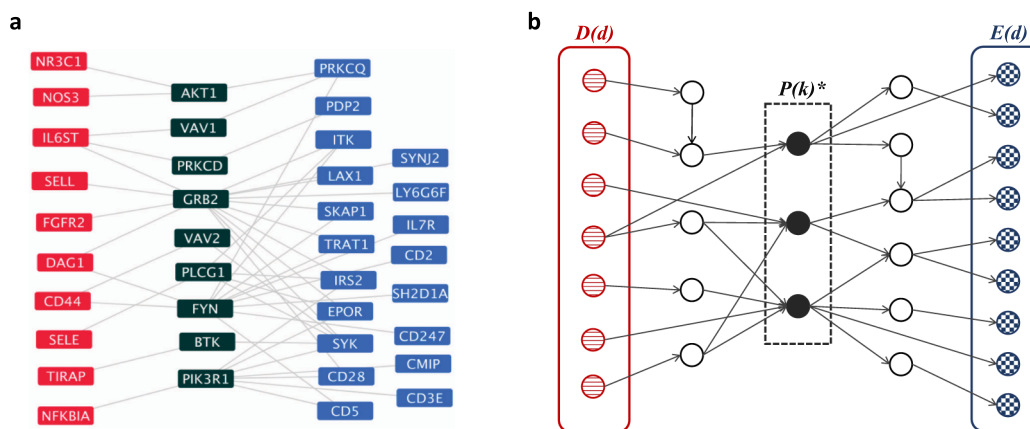 a
NR3C1
NOS3
IL6ST
SELL
FGFR2
DAG1
CD44
SELE
TIRAP
NFKBIA
AKT1
VAV1
PRKCD
GRB2
VAV2
PLCG1
FYN
BTK
PIK3R1
PRKCQ
PDP2
ITK
LAX1
SKAP1
TRAT1
IRS2
EPOR
SYK
CD28
CD5
SYNJ2
LY6G6F
IL7R
CD2
SH2D1A
CD247
CMIP
CD3E
b
D(d)
P(k)*
E(d)